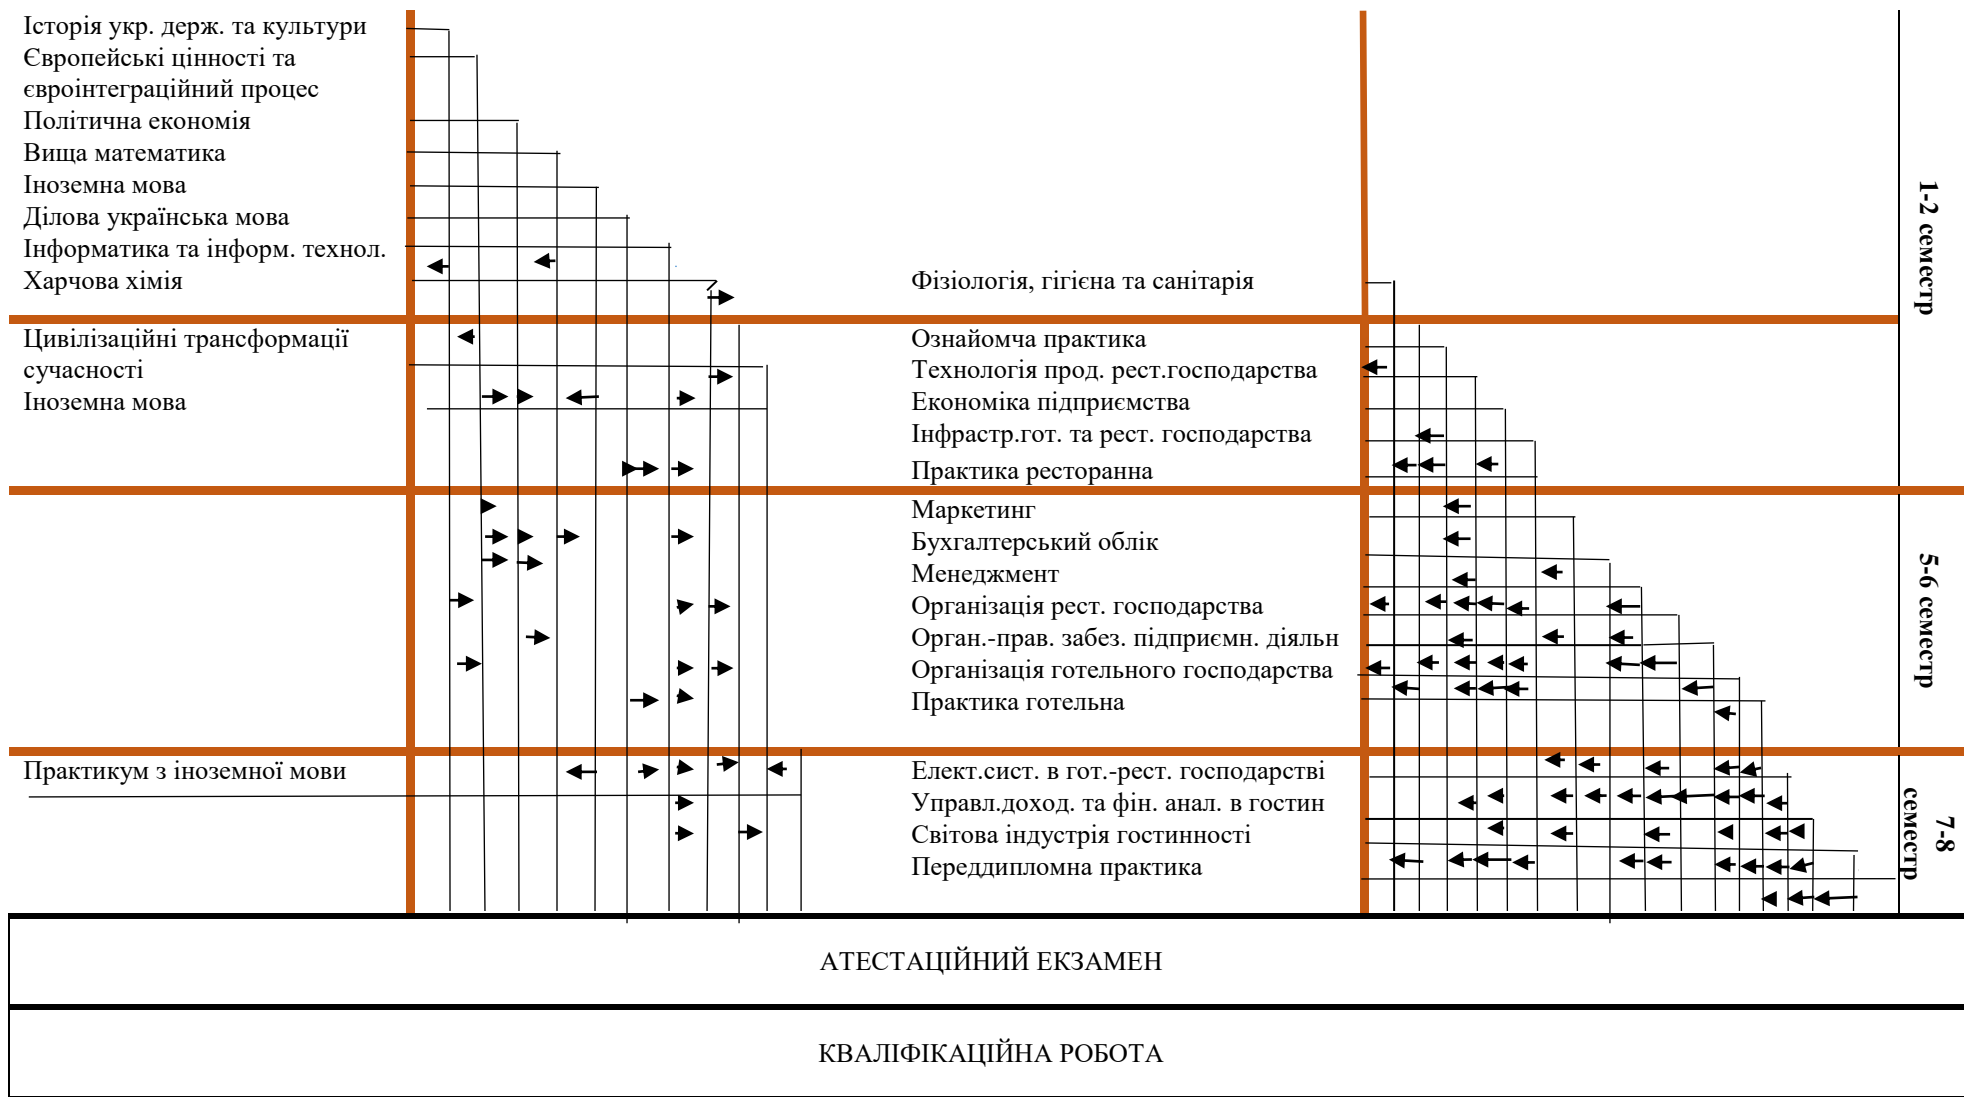 Історія укр. держ. та культури
Європейські цінності та
євроінтеграційний процес
Політична економія
Вища математика
Іноземна мова
Ділова українська мова
Інформатика та інформ. технол.
Харчова хімія
Фізіологія, гігієна та санітарія
1-2 семестр
Цивілізаційні трансформації
сучасності
Іноземна мова
Ознайомча практика
Технологія прод. рест.господарства
Економіка підприємства
Інфрастр.гот. та рест. господарства
Практика ресторанна
Маркетинг
Бухгалтерський облік
Менеджмент
Організація рест. господарства
Орган.-прав. забез. підприємн. діяльн
Організація готельного господарства
Практика готельна
5-6 семестр
Практикум з іноземної мови
Елект.сист. в гот.-рест. господарстві
Управл.доход. та фін. анал. в гостин
Світова індустрія гостинності
Переддипломна практика
7-8
семестр
АТЕСТАЦІЙНИЙ ЕКЗАМЕН
КВАЛІФІКАЦІЙНА РОБОТА